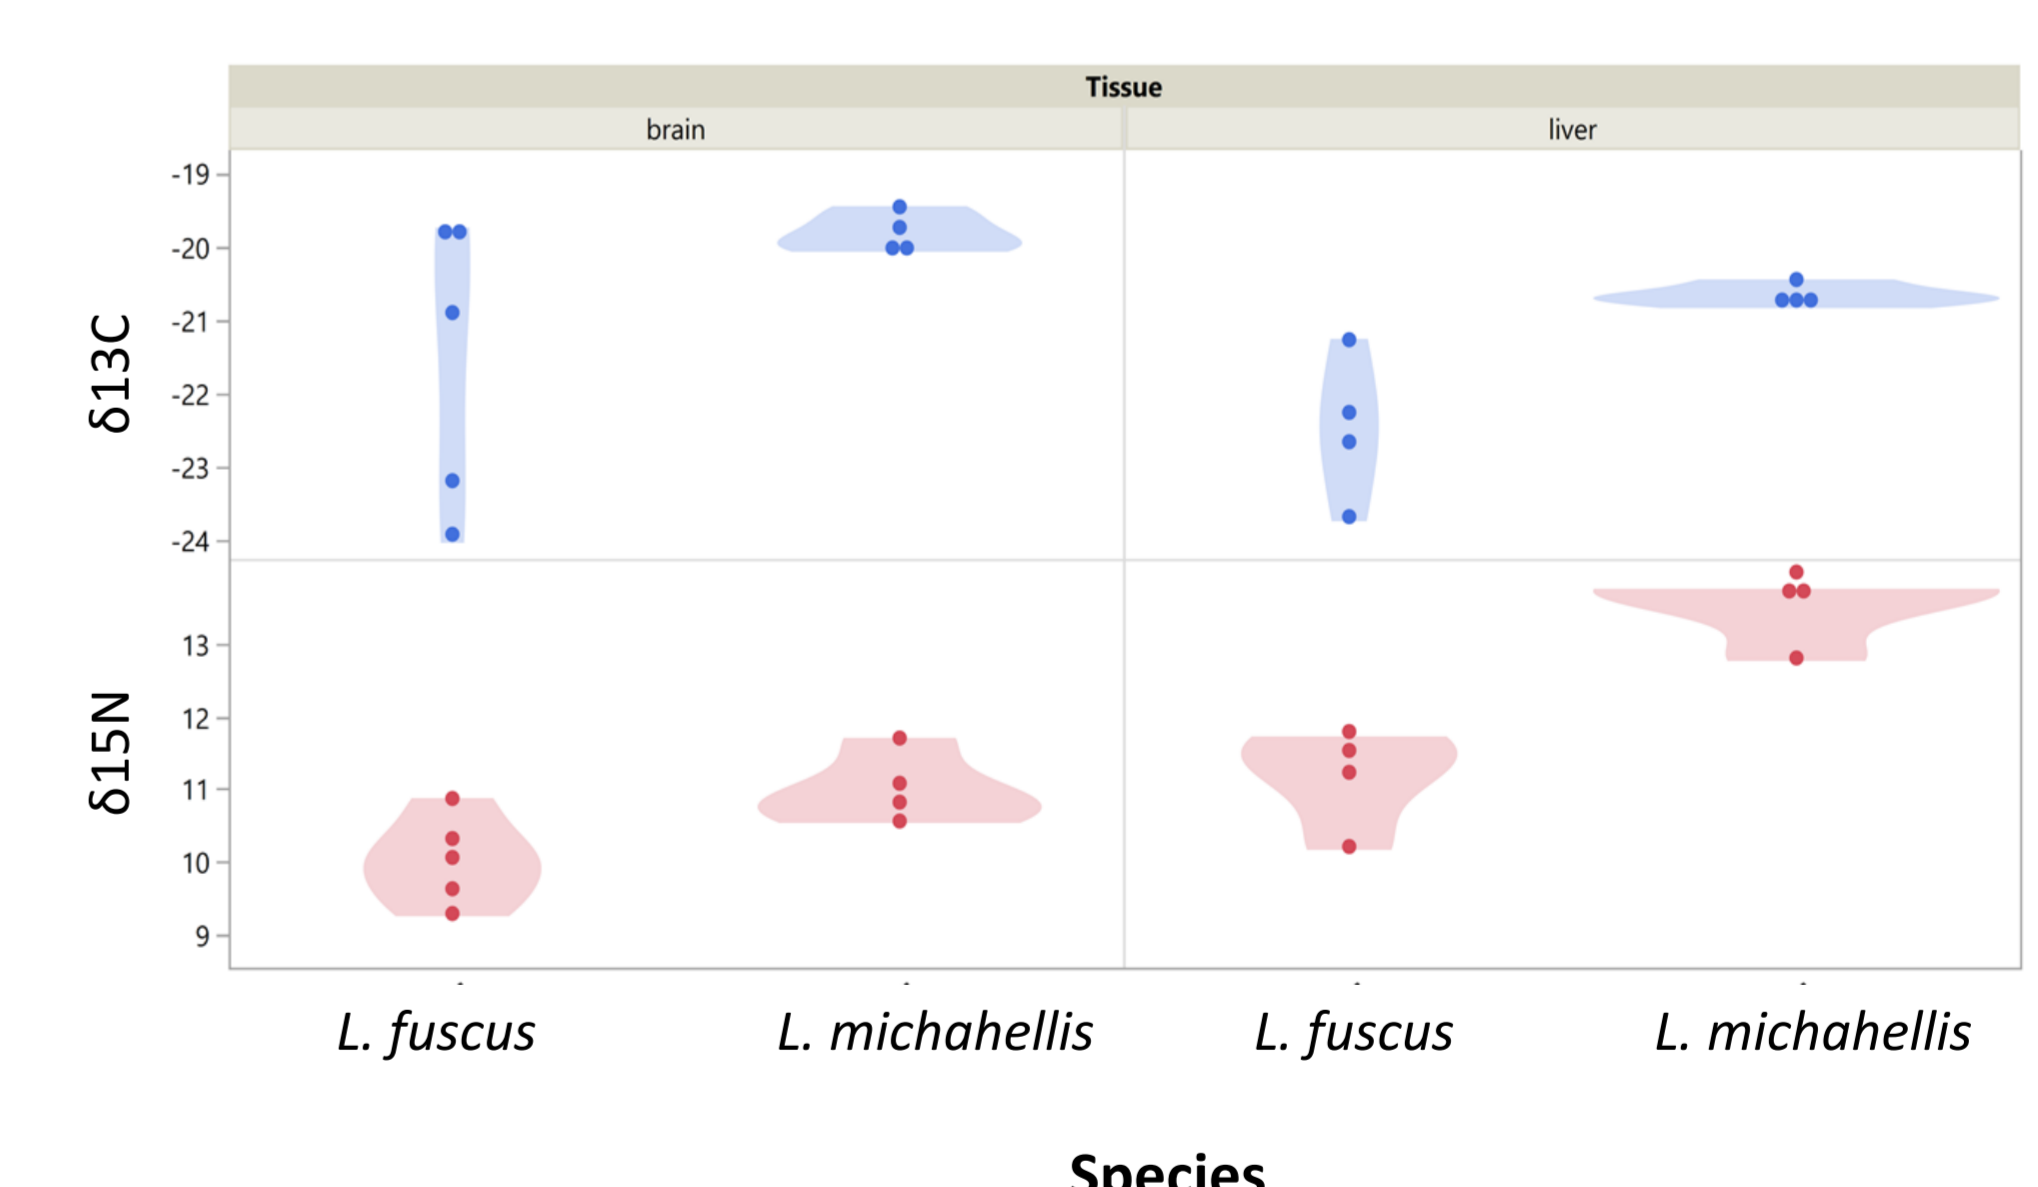 Tissue
brain liver
δ13C
-19
-20
-21
-22
-23
-24
δ15N
13
12
11
10
9
L. fuscus L. michahellis L. fuscus L. michahellis
Species